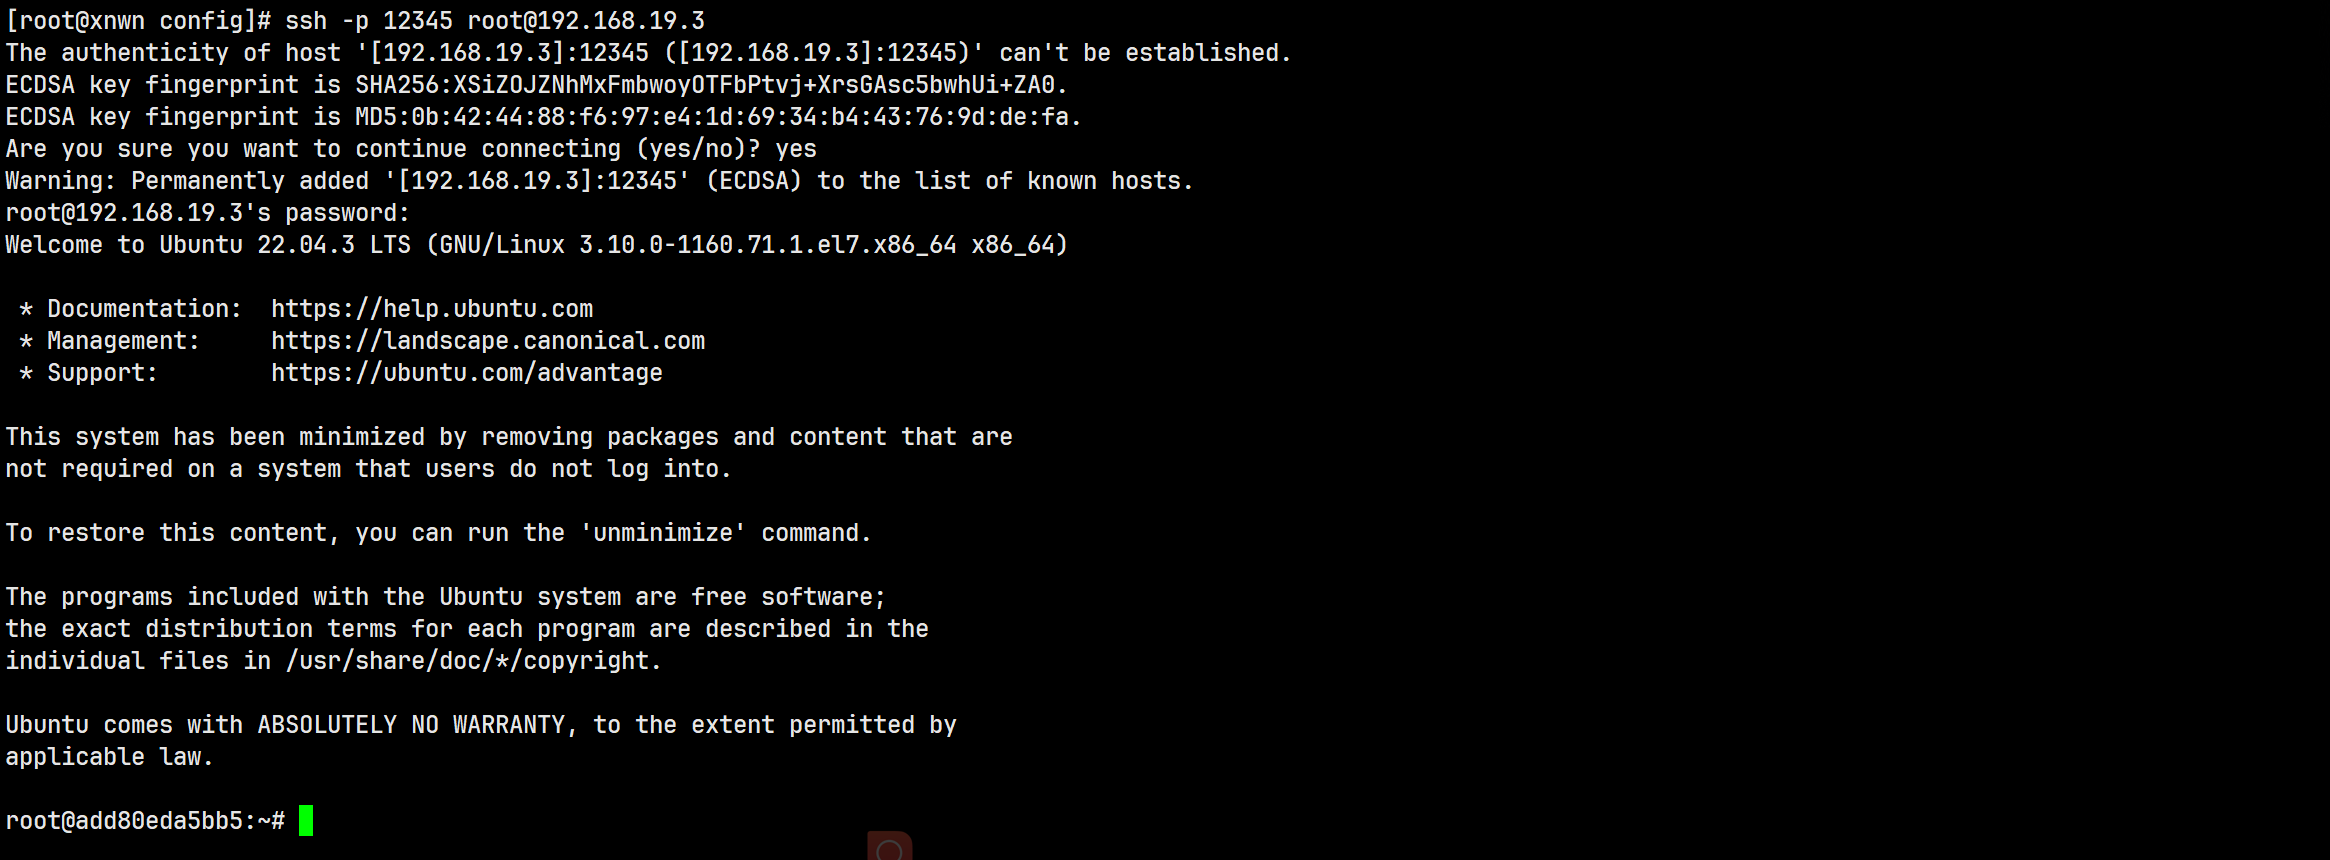 [root@xnwn config]# ssh -p 12345 root@192.168.19.3
The authenticity of host '[192.168.19.3]:12345 ([192.168.19.3]:12345)' can't be established.
ECDSA key fingerprint is SHA256:XSiZOJZNhMxFmbwoyOTFbPtvj+XrsGAsc5bwhUi+ZA0.
ECDSA key fingerprint is MD5:0b:42:44:88:f6:97:e4:1d:69:34:b4:43:76:9d:de:fa.
Are you sure you want to continue connecting (yes/no)? yes
Warning: Permanently added '[192.168.19.3]:12345' (ECDSA) to the list of known hosts.
root@192.168.19.3's password:
Welcome to Ubuntu 22.04.3 LTS (GNU/Linux 3.10.0-1160.71.1.el7.x86_64 x86_64)

 * Documentation:  https://help.ubuntu.com
 * Management:     https://landscape.canonical.com
 * Support:        https://ubuntu.com/advantage

This system has been minimized by removing packages and content that are
not required on a system that users do not log into.

To restore this content, you can run the 'unminimize' command.

The programs included with the Ubuntu system are free software;
the exact distribution terms for each program are described in the
individual files in /usr/share/doc/*/copyright.

Ubuntu comes with ABSOLUTELY NO WARRANTY, to the extent permitted by
applicable law.

root@add80eda5bb5:~#